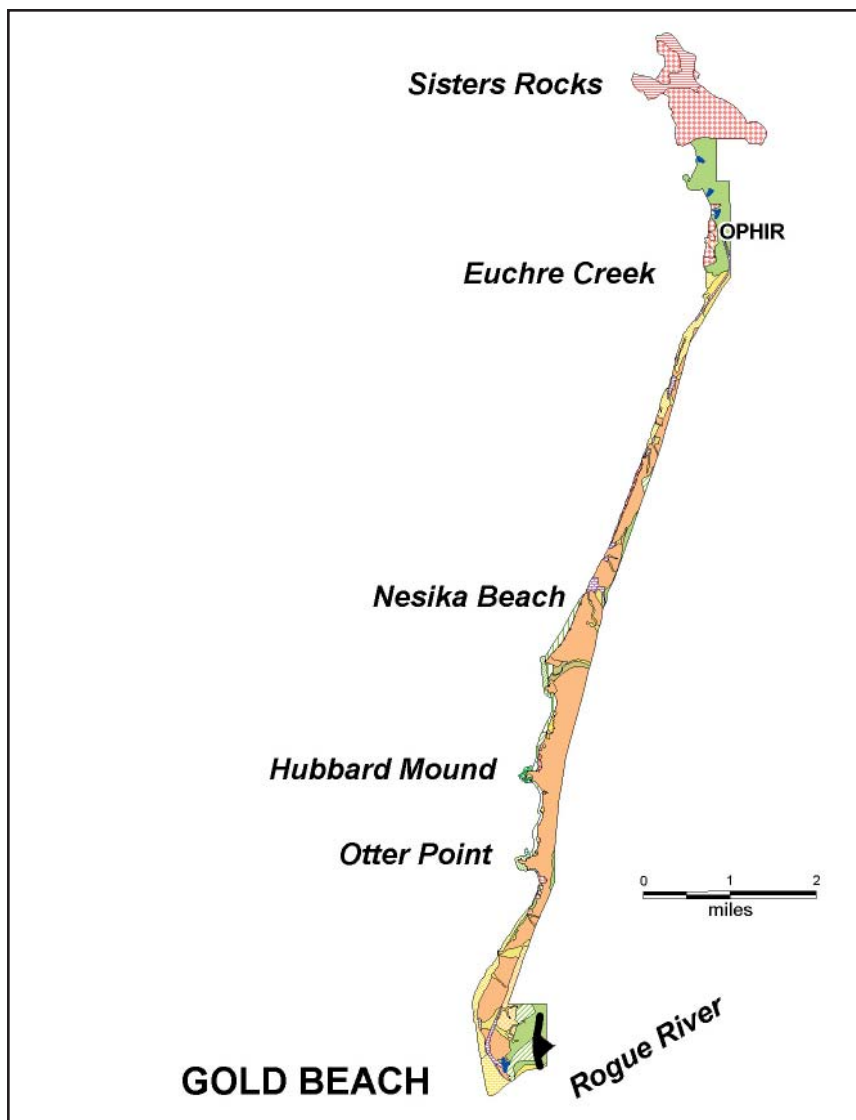 Sisters Rocks
OPHIR
Euchre Creek
Nesika Beach
Hubbard Mound
Otter Point
0 1 2
miles
Rogue River
GOLD BEACH